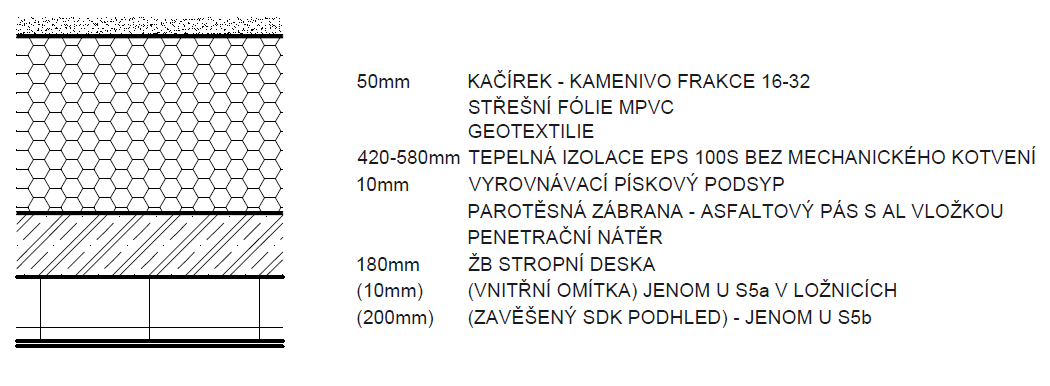 50mm KAČÍREK - KAMENIVO FRAKCE 16-32
STŘEŠNÍ FÓLIE MPVC
GEOTEXTILIE
420-580mm TEPELNÁ IZOLACE EPS 100S BEZ MECHANICKÉHO KOTVENÍ
10mm VYROVNÁVACÍ PÍSKOVÝ PODSYP
PAROTĚSNÁ ZÁBRANA - ASFALTOVÝ PÁS S AL VLOŽKOU
PENETRAČNÍ NÁTĚR
180mm ŽB STROPNÍ DESKA
(10mm) (VNITŘNÍ OMÍTKA) JENOM U S5a V LOŽNICÍCH
(200mm) (ZAVĚŠENÝ SDK PODHLED) - JENOM U S5b